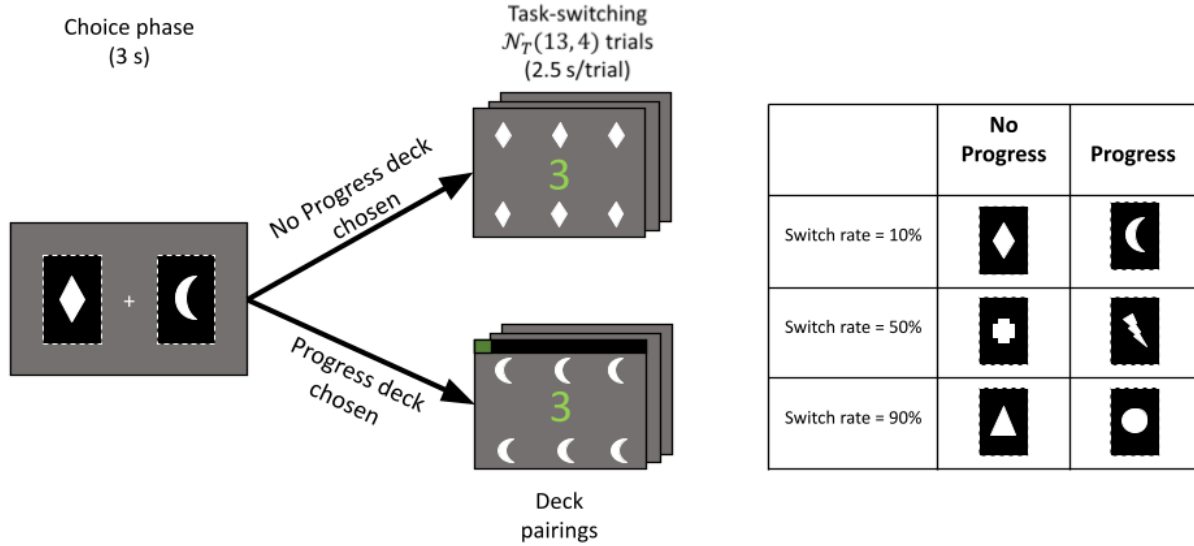 Choice phase
(3 s)
Task-switching
𝒩_T(13, 4) trials
(2.5 s/trial)
No Progress deck
chosen
3
+
Progress deck
chosen
3
Deck
pairings
No
Progress
Progress
Switch rate = 10%
Switch rate = 50%
Switch rate = 90%